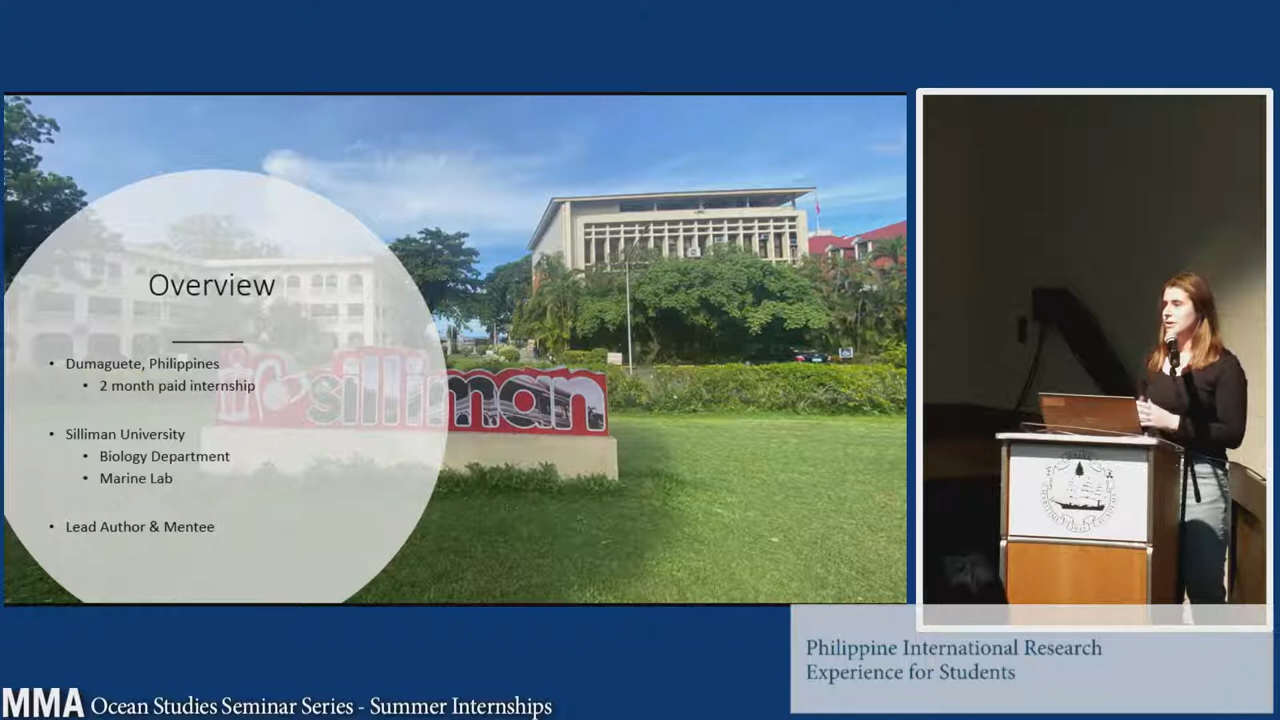 Overview
• Dumaguete, Philippines
• 2 month paid internship
• Silliman University
• Biology Department
• Marine Lab
• Lead Author & Mentee
silliman
Philippine International Research
Experience for Students
MMA Ocean Studies Seminar Series - Summer Internships